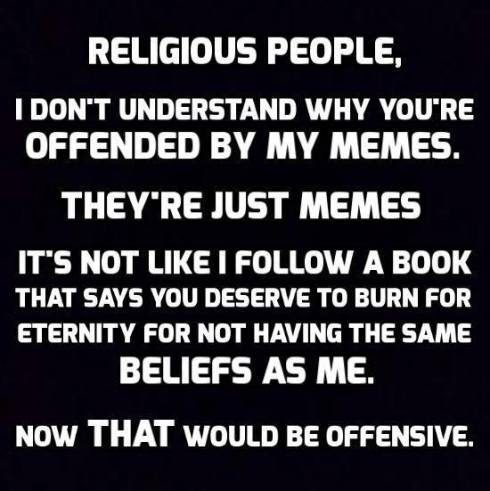 RELIGIOUS PEOPLE,
I DON'T UNDERSTAND WHY YOU'RE
OFFENDED BY MY MEMES.
THEY'RE JUST MEMES
IT'S NOT LIKE I FOLLOW A BOOK
THAT SAYS YOU DESERVE TO BURN FOR
ETERNITY FOR NOT HAVING THE SAME
BELIEFS AS ME.
NOW THAT WOULD BE OFFENSIVE.